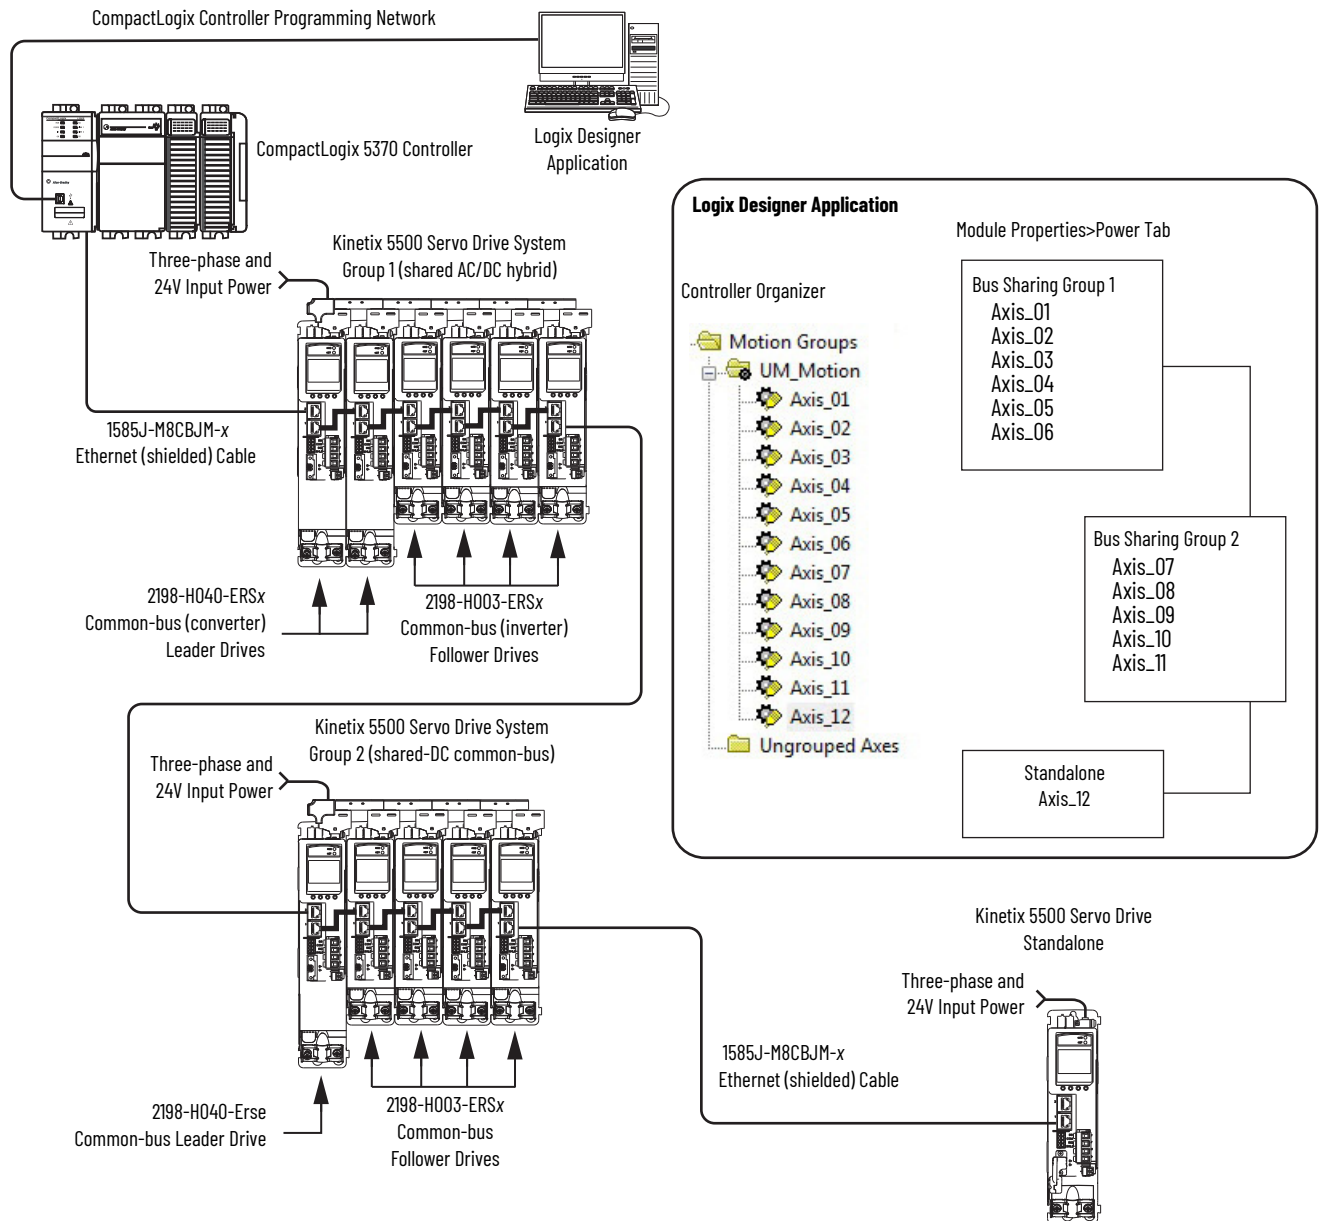 CompactLogix Controller Programming Network
Logix Designer
Application
CompactLogix 5370 Controller
Kinetix 5500 Servo Drive System
Group 1 (shared AC/DC hybrid)
Three-phase and
24V Input Power
1585J-M8CBJM-x
Ethernet (shielded) Cable
2198-H040-ERSx
Common-bus (converter)
Leader Drives
2198-H003-ERSx
Common-bus (inverter)
Follower Drives
Kinetix 5500 Servo Drive System
Group 2 (shared-DC common-bus)
Three-phase and
24V Input Power
2198-H040-Erse
Common-bus Leader Drive
2198-H003-ERSx
Common-bus
Follower Drives
Logix Designer Application
Controller Organizer
Motion Groups
UM_Motion
Axis_01
Axis_02
Axis_03
Axis_04
Axis_05
Axis_06
Axis_07
Axis_08
Axis_09
Axis_10
Axis_11
Axis_12
Ungrouped Axes
Module Properties>Power Tab
Bus Sharing Group 1
Axis_01
Axis_02
Axis_03
Axis_04
Axis_05
Axis_06
Bus Sharing Group 2
Axis_07
Axis_08
Axis_09
Axis_10
Axis_11
Standalone
Axis_12
Kinetix 5500 Servo Drive
Standalone
Three-phase and
24V Input Power
1585J-M8CBJM-x
Ethernet (shielded) Cable